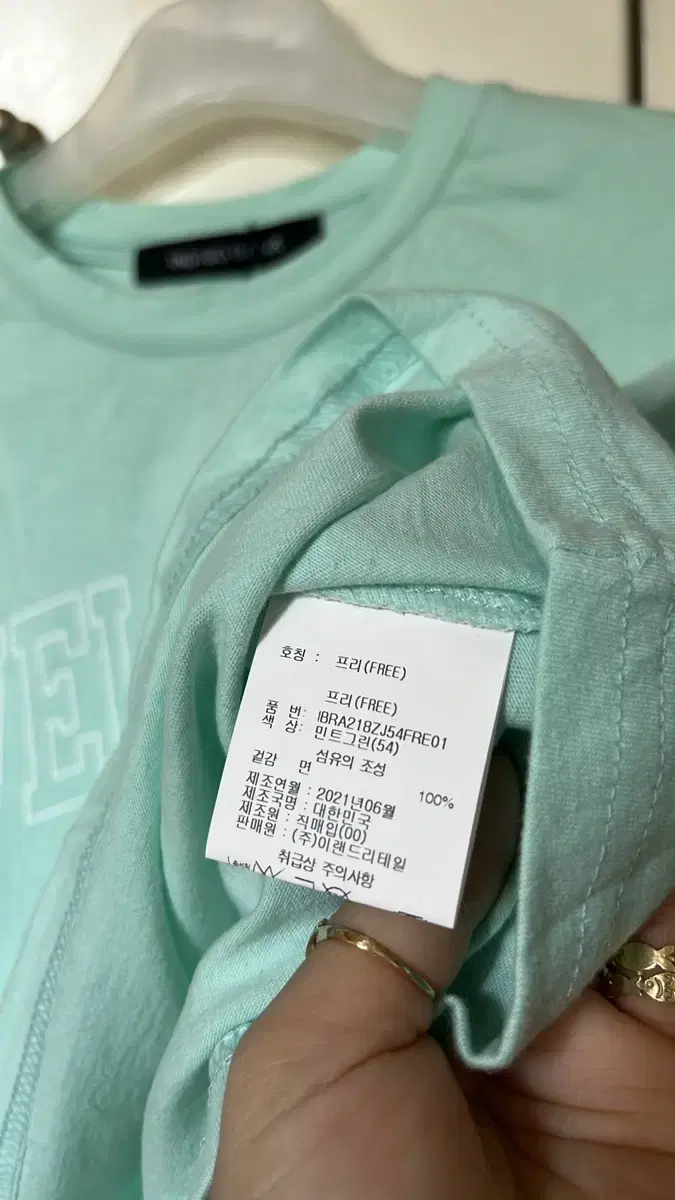 호칭 : 프리(FREE)
프리(FREE)
품 번: IBRA21BZJ54FRE01
색 상: 민트그린(54)
섬유의 조성
겉감 면 100%
제조연월 : 2021년06월
제조국명 : 대한민국
제조원 : 직매입(00)
판매원 : (주)이랜드리테일
취급상 주의사항